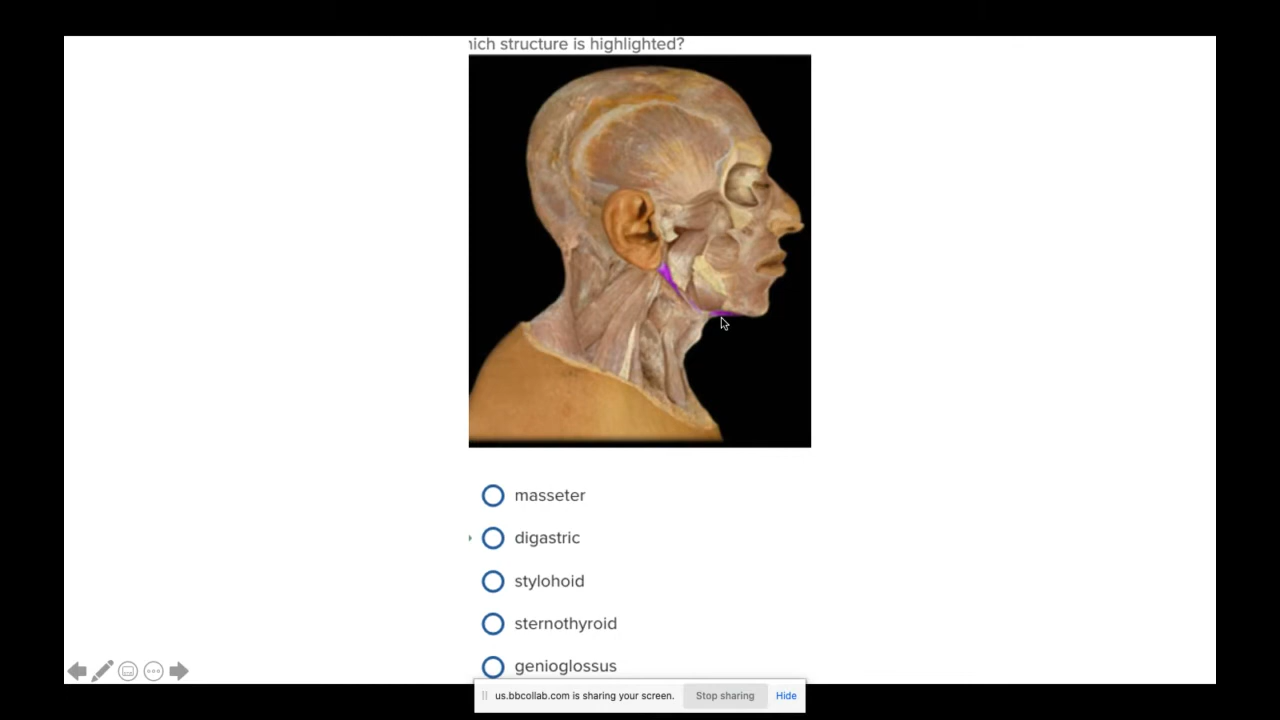 hich structure is highlighted?
masseter
digastric
stylohoid
sternothyroid
genioglossus
us.bbcollab.com is sharing your screen. Stop sharing Hide